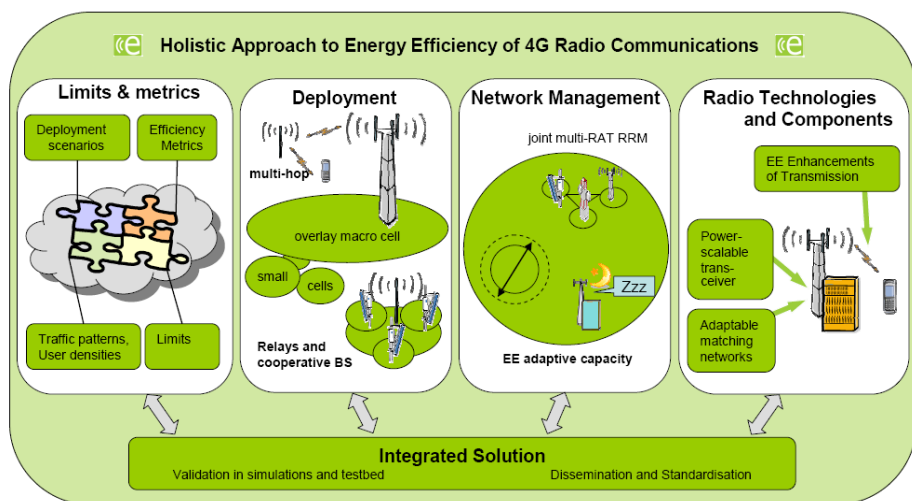 Holistic Approach to Energy Efficiency of 4G Radio Communications
Limits & metrics
Deployment
scenarios
Efficiency
Metrics
Traffic patterns,
User densities
Limits
Deployment
multi-hop
overlay macro cell
small
cells
Relays and
cooperative BS
Network Management
joint multi-RAT RRM
Zzz
EE adaptive capacity
Radio Technologies
and Components
EE Enhancements
of Transmission
Power-
scalable
trans-
ceiver
Adaptable
matching
networks
Integrated Solution
Validation in simulations and testbed
Dissemination and Standardisation